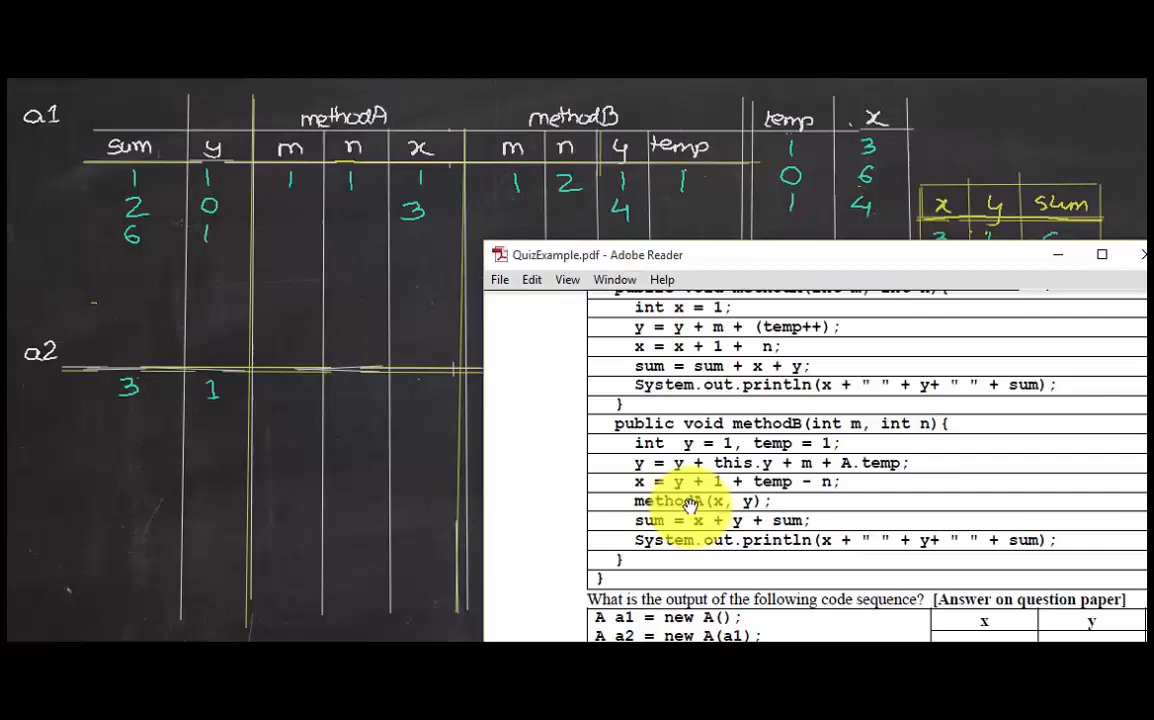 a1
methodA methodB temp x
sum y m n x m n y temp
1 1 1 1 1 1 2 1 1 1 3
2 0 3 4 0 6
6 1 1 4
x y sum
a2
3 1
QuizExample.pdf - Adobe Reader
File Edit View Window Help
int x = 1;
y = y + m + (temp++);
x = x + 1 + n;
sum = sum + x + y;
System.out.println(x + " " + y+ " " + sum);
}
public void methodB(int m, int n){
int y = 1, temp = 1;
y = y + this.y + m + A.temp;
x = y + 1 + temp - n;
methodA(x, y);
sum = x + y + sum;
System.out.println(x + " " + y+ " " + sum);
}
}
What is the output of the following code sequence? [Answer on question paper]
A a1 = new A();
A a2 = new A(a1);
x y